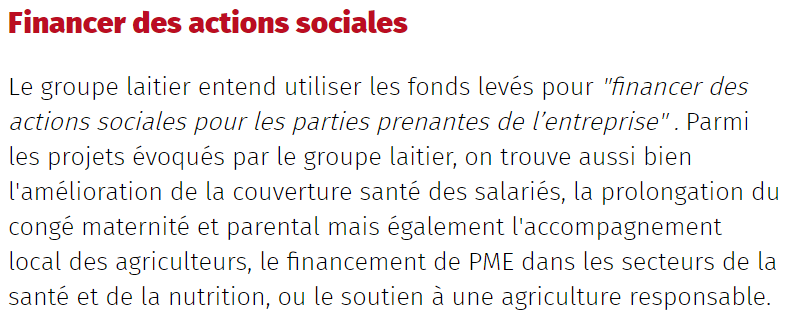 Financer des actions sociales
Le groupe laitier entend utiliser les fonds levés pour "financer des
actions sociales pour les parties prenantes de l’entreprise" . Parmi
les projets évoqués par le groupe laitier, on trouve aussi bien
l'amélioration de la couverture santé des salariés, la prolongation du
congé maternité et parental mais également l'accompagnement
local des agriculteurs, le financement de PME dans les secteurs de la
santé et de la nutrition, ou le soutien à une agriculture responsable.